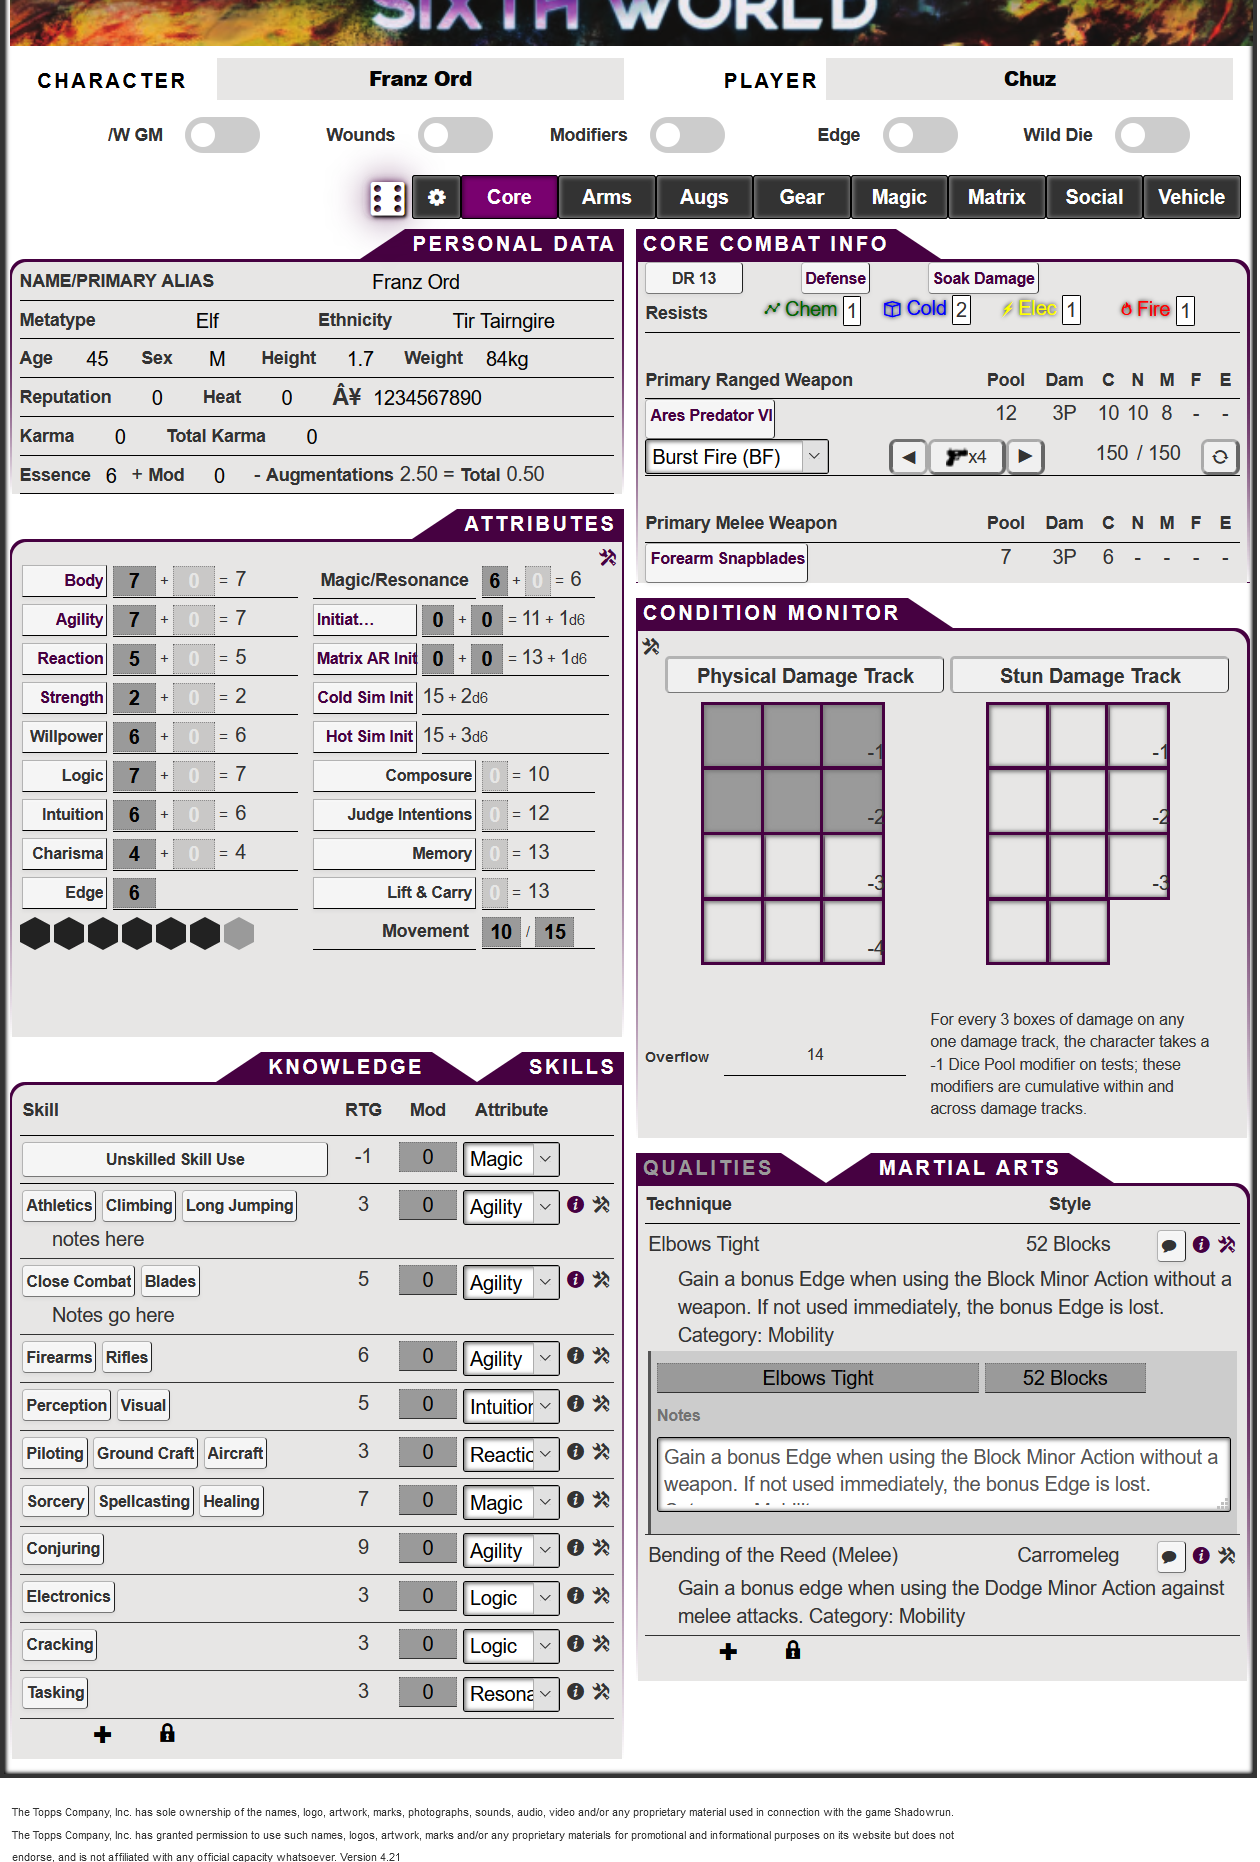 SIXTH WORLD
CHARACTER Franz Ord PLAYER Chuz
/W GM Wounds Modifiers Edge Wild Die
Core Arms Augs Gear Magic Matrix Social Vehicle
PERSONAL DATA
NAME/PRIMARY ALIAS Franz Ord
Metatype Elf Ethnicity Tir Tairngire
Age 45 Sex M Height 1.7 Weight 84kg
Reputation 0 Heat 0 Â¥ 1234567890
Karma 0 Total Karma 0
Essence 6 + Mod 0 - Augmentations 2.50 = Total 0.50
ATTRIBUTES
Body 7 + 0 = 7 Magic/Resonance 6 + 0 = 6
Agility 7 + 0 = 7 Initiat... 0 + 0 = 11 + 1d6
Reaction 5 + 0 = 5 Matrix AR Init 0 + 0 = 13 + 1d6
Strength 2 + 0 = 2 Cold Sim Init 15 + 2d6
Willpower 6 + 0 = 6 Hot Sim Init 15 + 3d6
Logic 7 + 0 = 7 Composure 0 = 10
Intuition 6 + 0 = 6 Judge Intentions 0 = 12
Charisma 4 + 0 = 4 Memory 0 = 13
Edge 6 Lift & Carry 0 = 13
Movement 10 / 15
KNOWLEDGE SKILLS
Skill RTG Mod Attribute
Unskilled Skill Use -1 0 Magic
Athletics Climbing Long Jumping 3 0 Agility
notes here
Close Combat Blades 5 0 Agility
Notes go here
Firearms Rifles 6 0 Agility
Perception Visual 5 0 Intuition
Piloting Ground Craft Aircraft 3 0 Reactic
Sorcery Spellcasting Healing 7 0 Magic
Conjuring 9 0 Agility
Electronics 3 0 Logic
Cracking 3 0 Logic
Tasking 3 0 Resona
CORE COMBAT INFO
DR 13 Defense Soak Damage
Resists Chem 1 Cold 2 Elec 1 Fire 1
Primary Ranged Weapon Pool Dam C N M F E
Ares Predator VI 12 3P 10 10 8 - -
Burst Fire (BF) x4 150 / 150
Primary Melee Weapon Pool Dam C N M F E
Forearm Snapblades 7 3P 6 - - - -
CONDITION MONITOR
Physical Damage Track Stun Damage Track
-1 -1
-2 -2
-3 -3
-4
Overflow 14
For every 3 boxes of damage on any
one damage track, the character takes a
-1 Dice Pool modifier on tests; these
modifiers are cumulative within and
across damage tracks.
QUALITIES MARTIAL ARTS
Technique Style
Elbows Tight 52 Blocks
Gain a bonus Edge when using the Block Minor Action without a
weapon. If not used immediately, the bonus Edge is lost.
Category: Mobility
Elbows Tight 52 Blocks
Notes
Gain a bonus Edge when using the Block Minor Action without a
weapon. If not used immediately, the bonus Edge is lost.
Bending of the Reed (Melee) Carromeleg
Gain a bonus edge when using the Dodge Minor Action against
melee attacks. Category: Mobility
The Topps Company, Inc. has sole ownership of the names, logo, artwork, marks, photographs, sounds, audio, video and/or any proprietary material used in connection with the game Shadowrun.
The Topps Company, Inc. has granted permission to use such names, logos, artwork, marks and/or any proprietary materials for promotional and informational purposes on its website but does not
endorse, and is not affiliated with any official capacity whatsoever. Version 4.21